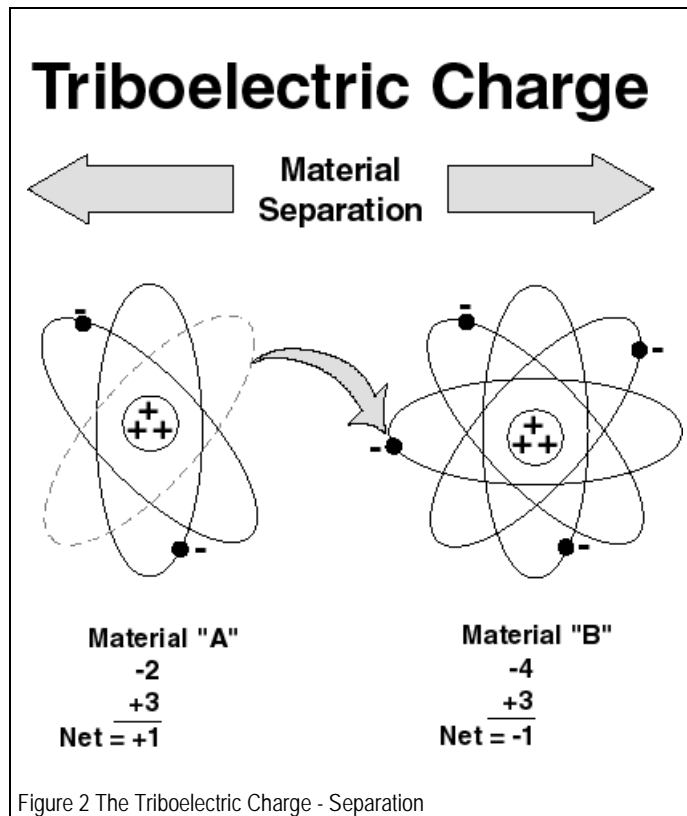 Triboelectric Charge
Material
Separation
-
+
+ +
-
-
-
-
+
+ +
-
Material "A"
-2
+3
Net = +1
Material "B"
-4
+3
Net = -1
Figure 2 The Triboelectric Charge - Separation